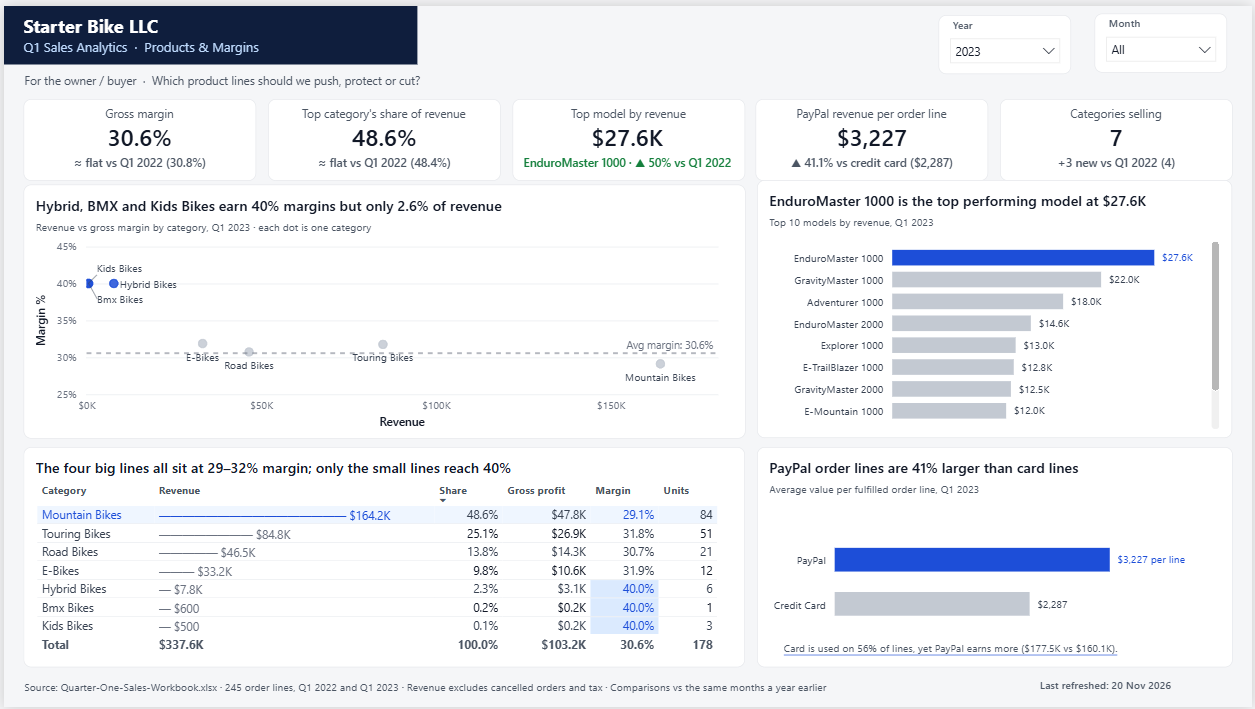 Starter Bike LLC
Q1 Sales Analytics · Products & Margins
Year
2023
Month
All
For the owner / buyer · Which product lines should we push, protect or cut?
Gross margin
30.6%
≈ flat vs Q1 2022 (30.8%)
Top category's share of revenue
48.6%
≈ flat vs Q1 2022 (48.4%)
Top model by revenue
$27.6K
EnduroMaster 1000 · ▲ 50% vs Q1 2022
PayPal revenue per order line
$3,227
▲ 41.1% vs credit card ($2,287)
Categories selling
7
+3 new vs Q1 2022 (4)
Hybrid, BMX and Kids Bikes earn 40% margins but only 2.6% of revenue
Revenue vs gross margin by category, Q1 2023 · each dot is one category
Margin %
45%
40%
35%
30%
25%
Kids Bikes
Hybrid Bikes
Bmx Bikes
E-Bikes
Road Bikes
Touring Bikes
Avg margin: 30.6%
Mountain Bikes
$0K
$50K
$100K
$150K
Revenue
EnduroMaster 1000 is the top performing model at $27.6K
Top 10 models by revenue, Q1 2023
EnduroMaster 1000 $27.6K
GravityMaster 1000 $22.0K
Adventurer 1000 $18.0K
EnduroMaster 2000 $14.6K
Explorer 1000 $13.0K
E-TrailBlazer 1000 $12.8K
GravityMaster 2000 $12.5K
E-Mountain 1000 $12.0K
The four big lines all sit at 29–32% margin; only the small lines reach 40%
Category Revenue Share Gross profit Margin Units
Mountain Bikes $164.2K 48.6% $47.8K 29.1% 84
Touring Bikes $84.8K 25.1% $26.9K 31.8% 51
Road Bikes $46.5K 13.8% $14.3K 30.7% 21
E-Bikes $33.2K 9.8% $10.6K 31.9% 12
Hybrid Bikes $7.8K 2.3% $3.1K 40.0% 6
Bmx Bikes $600 0.2% $0.2K 40.0% 1
Kids Bikes $500 0.1% $0.2K 40.0% 3
Total $337.6K 100.0% $103.2K 30.6% 178
PayPal order lines are 41% larger than card lines
Average value per fulfilled order line, Q1 2023
PayPal $3,227 per line
Credit Card $2,287
Card is used on 56% of lines, yet PayPal earns more ($177.5K vs $160.1K).
Source: Quarter-One-Sales-Workbook.xlsx · 245 order lines, Q1 2022 and Q1 2023 · Revenue excludes cancelled orders and tax · Comparisons vs the same months a year earlier
Last refreshed: 20 Nov 2026